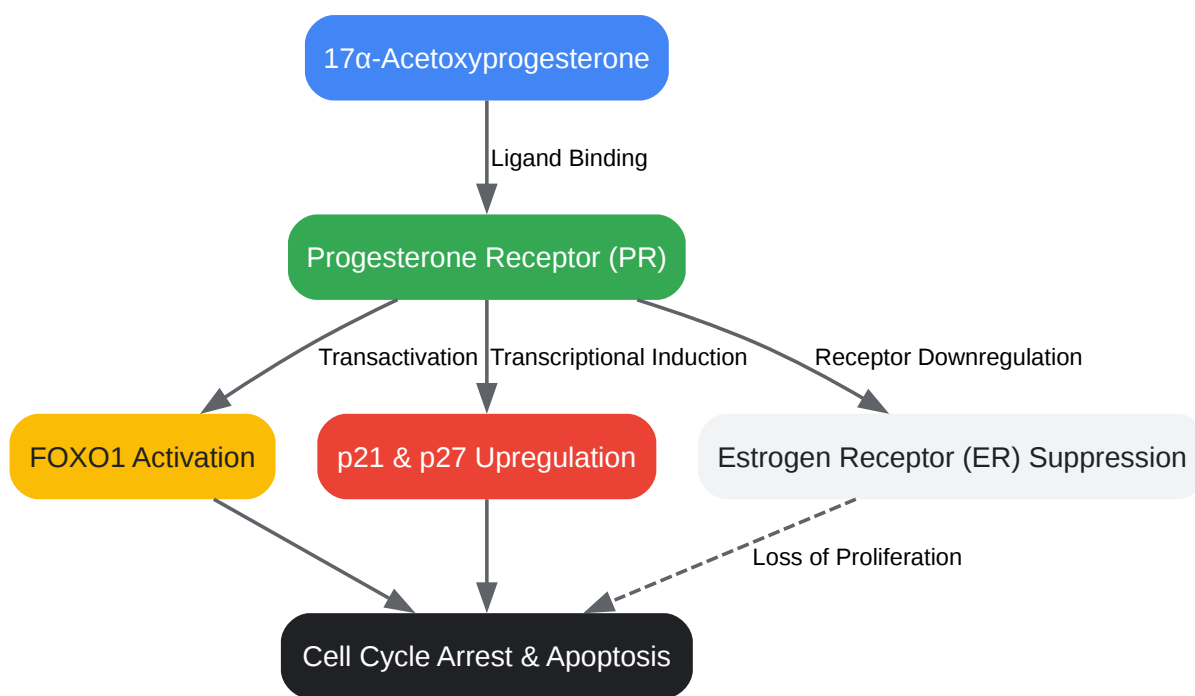 17α-Acetoxyprogesterone
Ligand Binding
Progesterone Receptor (PR)
Transactivation
Transcriptional Induction
Receptor Downregulation
FOXO1 Activation
p21 & p27 Upregulation
Estrogen Receptor (ER) Suppression
Loss of Proliferation
Cell Cycle Arrest & Apoptosis